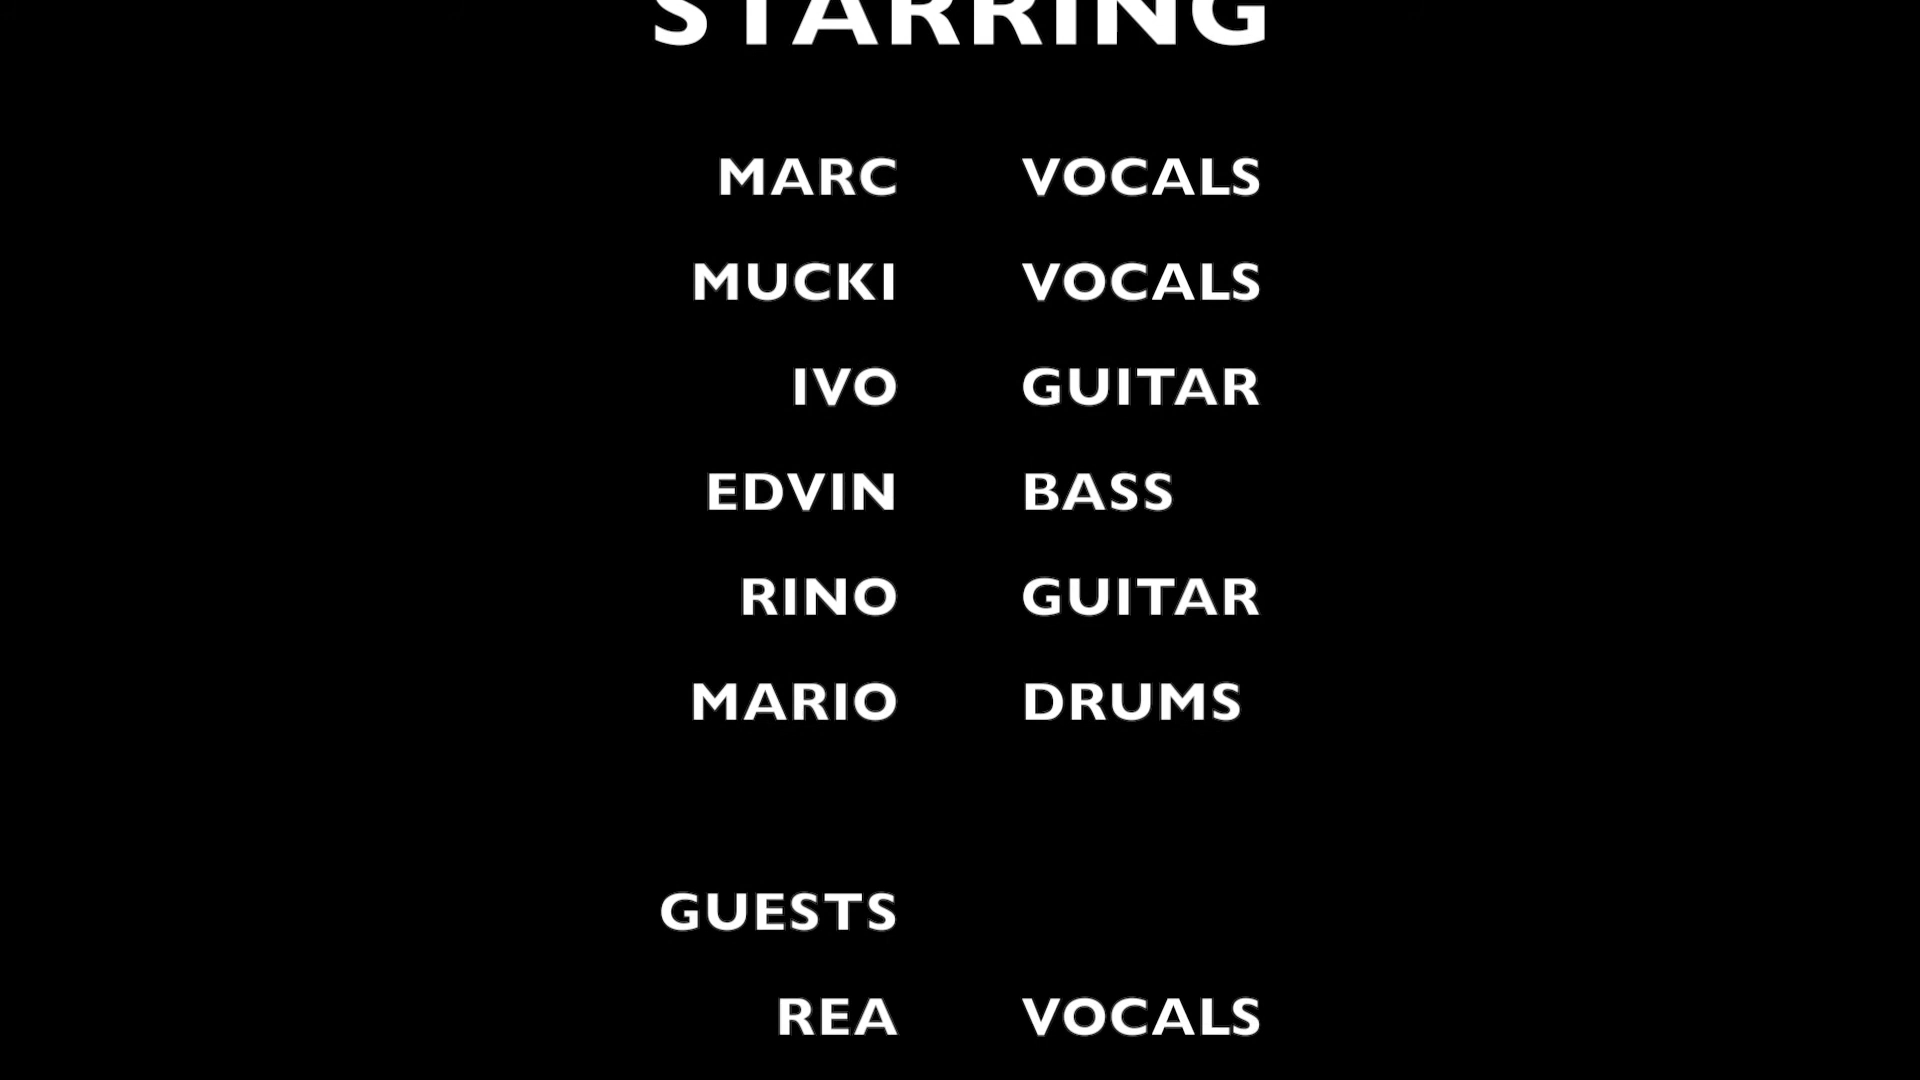 STARRING
MARC VOCALS
MUCKI VOCALS
IVO GUITAR
EDVIN BASS
RINO GUITAR
MARIO DRUMS
GUESTS
REA VOCALS